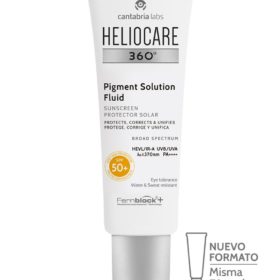 cantabria labs
HELIOCARE
360°
Pigment Solution
Fluid
SUNSCREEN
PROTECTOR SOLAR
PROTECTS, CORRECTS & UNIFIES
PROTEGE, CORRIGE Y UNIFICA
BROAD SPECTRUM
HEVL/IR-A UVB/UVA
PA++++
SPF
50+
Eye tolerance
Water & Sweat resistant
Fernblock+
NUEVO
FORMATO
Misma